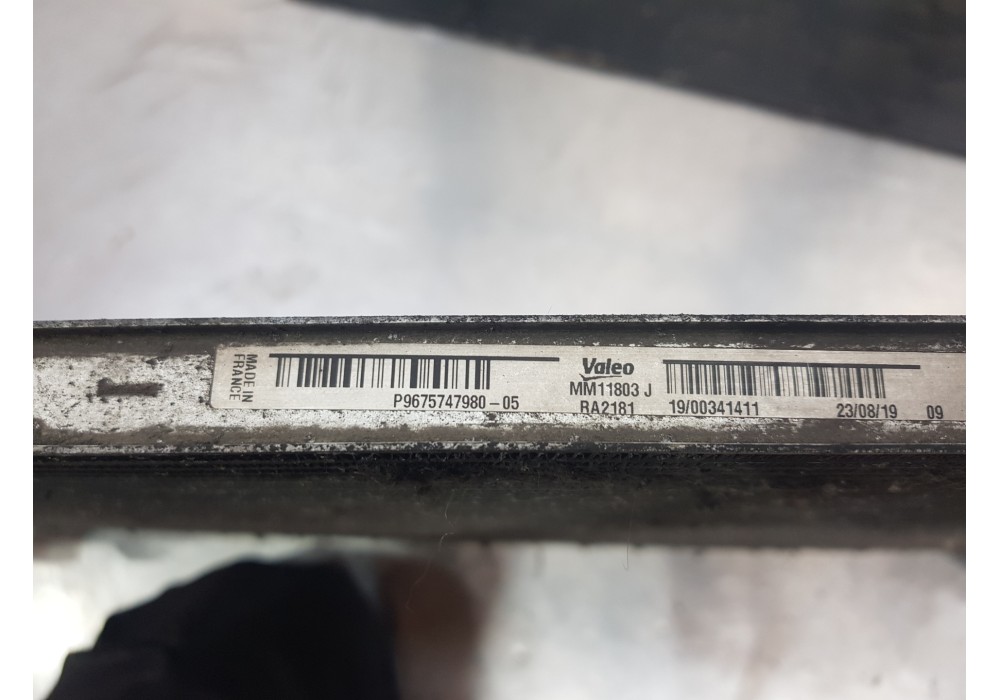 MADE IN
FRANCE
P9675747980-05
Valeo
MM11803 J
RA2181
19/00341411
23/08/19 09